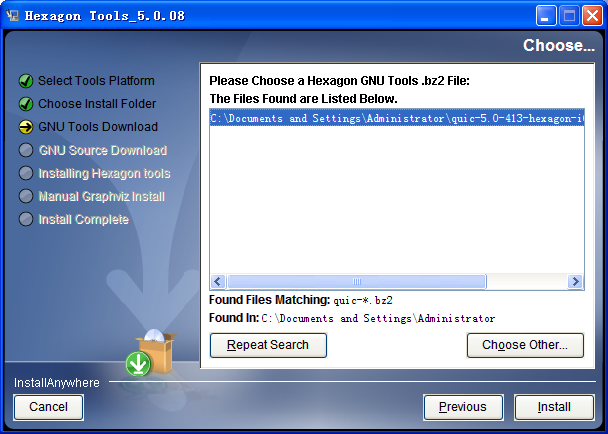 Hexagon Tools_5.0.08
Choose...
Select Tools Platform
Choose Install Folder
GNU Tools Download
GNU Source Download
Installing Hexagon tools
Manual Graphviz Install
Install Complete
Please Choose a Hexagon GNU Tools .bz2 File:
The Files Found are Listed Below.
C:\Documents and Settings\Administrator\quic-5.0-413-hexagon-i
Found Files Matching: quic-*.bz2
Found In: C:\Documents and Settings\Administrator
Repeat Search
Choose Other...
InstallAnywhere
Cancel
Previous
Install